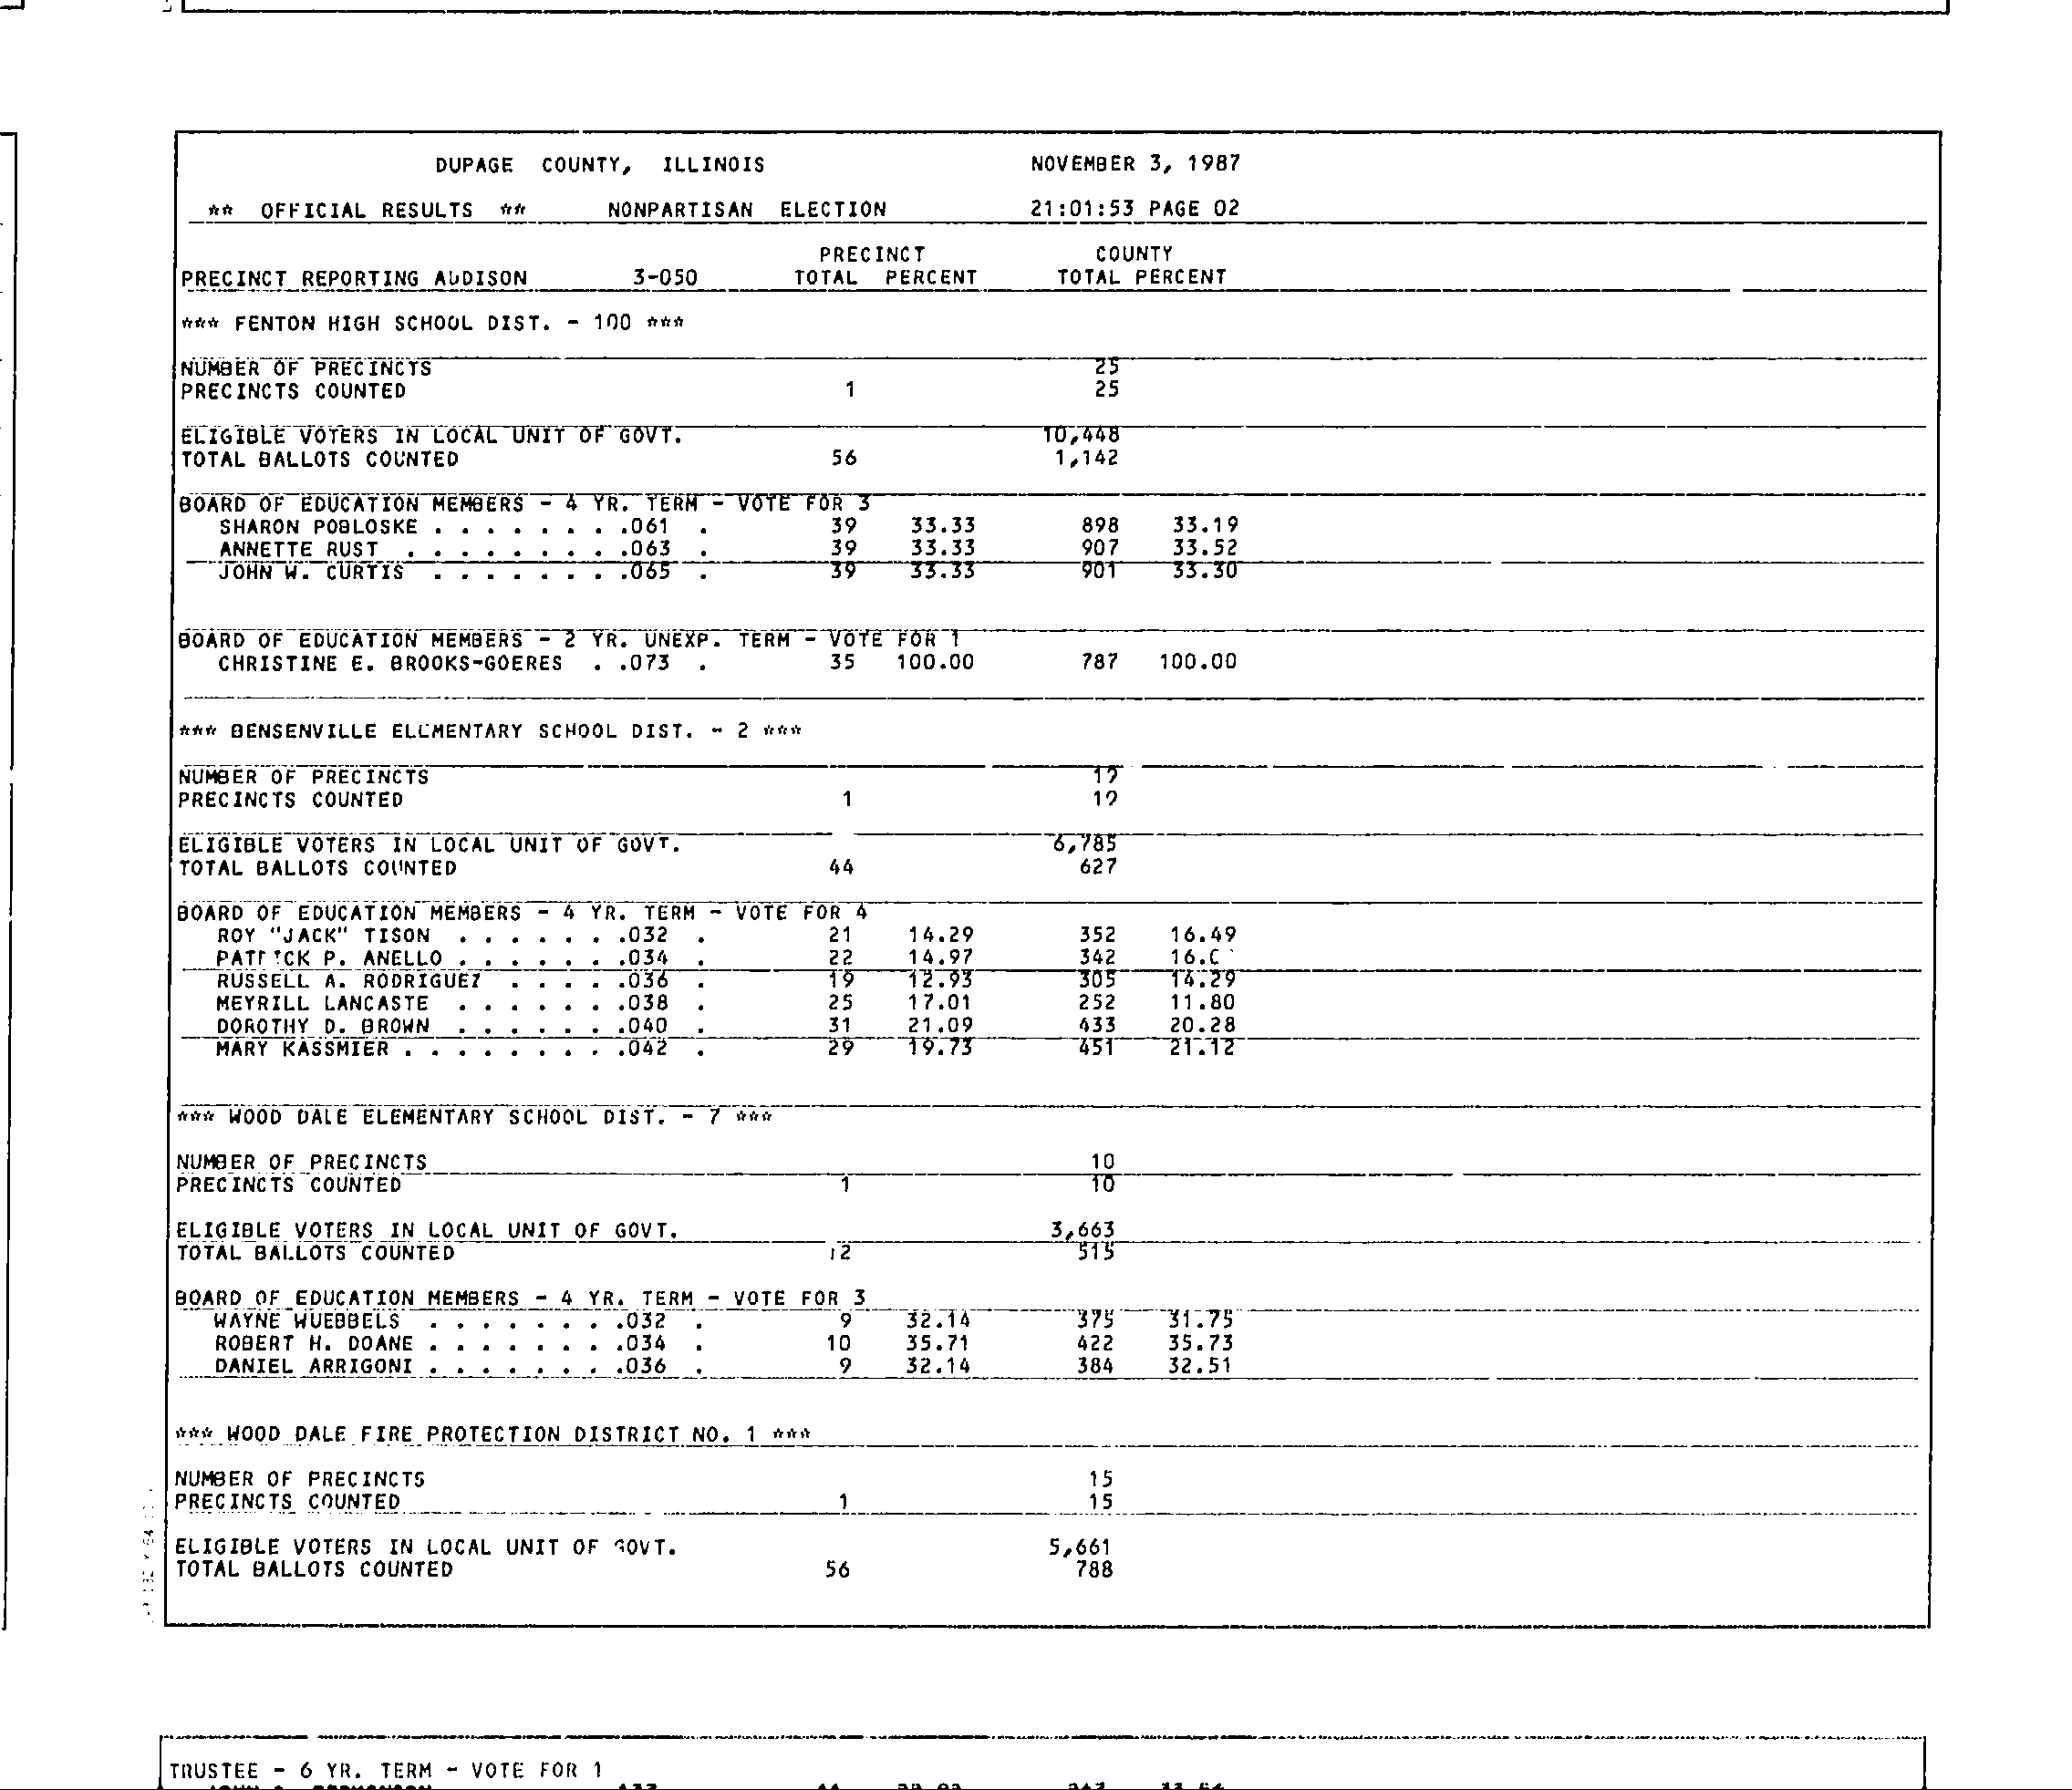 DUPAGE COUNTY, ILLINOIS NOVEMBER 3, 1987
** OFFICIAL RESULTS ** NONPARTISAN ELECTION 21:01:53 PAGE 02
PRECINCT COUNTY
PRECINCT REPORTING ADDISON 3-050 TOTAL PERCENT TOTAL PERCENT
*** FENTON HIGH SCHOOL DIST. - 100 ***
NUMBER OF PRECINCTS 25
PRECINCTS COUNTED 1 25
ELIGIBLE VOTERS IN LOCAL UNIT OF GOVT. 10,448
TOTAL BALLOTS COUNTED 56 1,142
BOARD OF EDUCATION MEMBERS - 4 YR. TERM - VOTE FOR 3
SHARON POBLOSKE . . . . . . . .061 . 39 33.33 898 33.19
ANNETTE RUST . . . . . . . . .063 . 39 33.33 907 33.52
JOHN W. CURTIS . . . . . . . .065 . 39 33.33 901 33.30
BOARD OF EDUCATION MEMBERS - 2 YR. UNEXP. TERM - VOTE FOR 1
CHRISTINE E. BROOKS-GOERES . .073 . 35 100.00 787 100.00
*** BENSENVILLE ELEMENTARY SCHOOL DIST. - 2 ***
NUMBER OF PRECINCTS
PRECINCTS COUNTED 1
ELIGIBLE VOTERS IN LOCAL UNIT OF GOVT. 6,785
TOTAL BALLOTS COUNTED 44 627
BOARD OF EDUCATION MEMBERS - 4 YR. TERM - VOTE FOR 4
ROY "JACK" TISON . . . . . . .032 . 21 14.29 352 16.49
PATRICK P. ANELLO . . . . . . .034 . 22 14.97 342
RUSSELL A. RODRIGUEZ . . . . .036 . 19 12.93 305 14.29
MEYRILL LANCASTE . . . . . . .038 . 25 17.01 252 11.80
DOROTHY D. BROWN . . . . . . .040 . 31 21.09 433 20.28
MARY KASSMIER . . . . . . . . .042 . 29 19.73 451 21.12
*** WOOD DALE ELEMENTARY SCHOOL DIST. - 7 ***
NUMBER OF PRECINCTS 10
PRECINCTS COUNTED 1 10
ELIGIBLE VOTERS IN LOCAL UNIT OF GOVT. 3,663
TOTAL BALLOTS COUNTED 12 515
BOARD OF EDUCATION MEMBERS - 4 YR. TERM - VOTE FOR 3
WAYNE WUEBBELS . . . . . . . .032 . 9 32.14 375 31.75
ROBERT H. DOANE . . . . . . . .034 . 10 35.71 422 35.73
DANIEL ARRIGONI . . . . . . . .036 . 9 32.14 384 32.51
*** WOOD DALE FIRE PROTECTION DISTRICT NO. 1 ***
NUMBER OF PRECINCTS 15
PRECINCTS COUNTED 1 15
ELIGIBLE VOTERS IN LOCAL UNIT OF GOVT. 5,661
TOTAL BALLOTS COUNTED 56 788
TRUSTEE - 6 YR. TERM - VOTE FOR 1